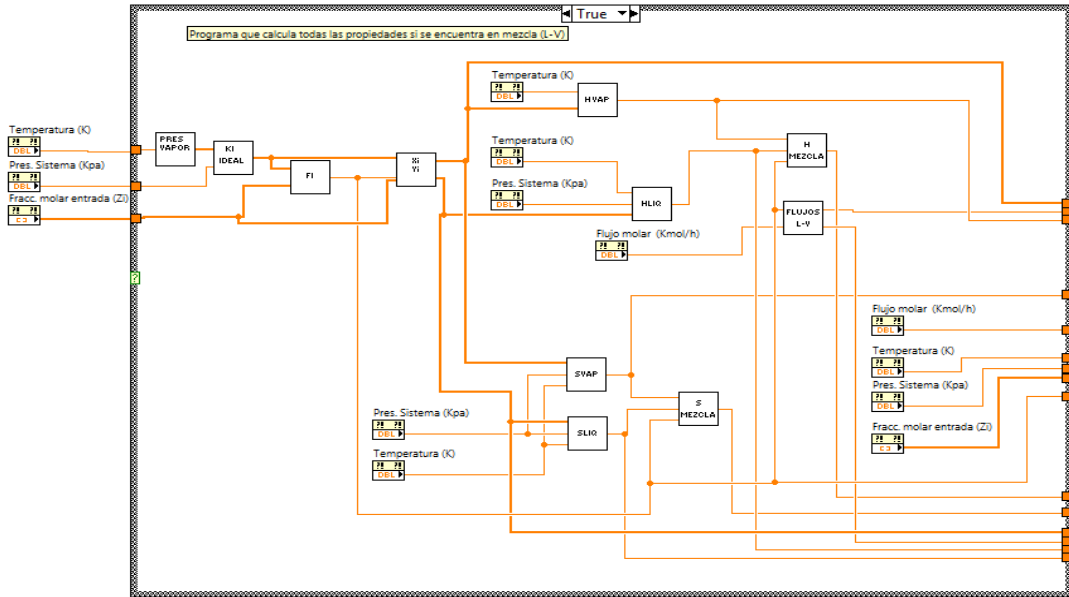 True
Programa que calcula todas las propiedades si se encuentra en mezcla (L-V)
Temperatura (K)
?! ?!
DBL
HVAP
Temperatura (K)
?! ?!
DBL
PRES
VAPOR
KI
IDEAL
FI
Xi
Yi
Temperatura (K)
?! ?!
DBL
H
MEZCLA
Pres. Sistema (Kpa)
?! ?!
DBL
Pres. Sistema (Kpa)
?! ?!
DBL
HLIQ
Fracc. molar entrada (Zi)
?! ?!
FLUJOS
L-V
Flujo molar (Kmol/h)
?! ?!
DBL
?
Flujo molar (Kmol/h)
?! ?!
DBL
SVAP
Temperatura (K)
?! ?!
DBL
Pres. Sistema (Kpa)
?! ?!
DBL
S
MEZCLA
Pres. Sistema (Kpa)
?! ?!
DBL
SLIQ
Fracc. molar entrada (Zi)
?! ?!
Temperatura (K)
?! ?!
DBL